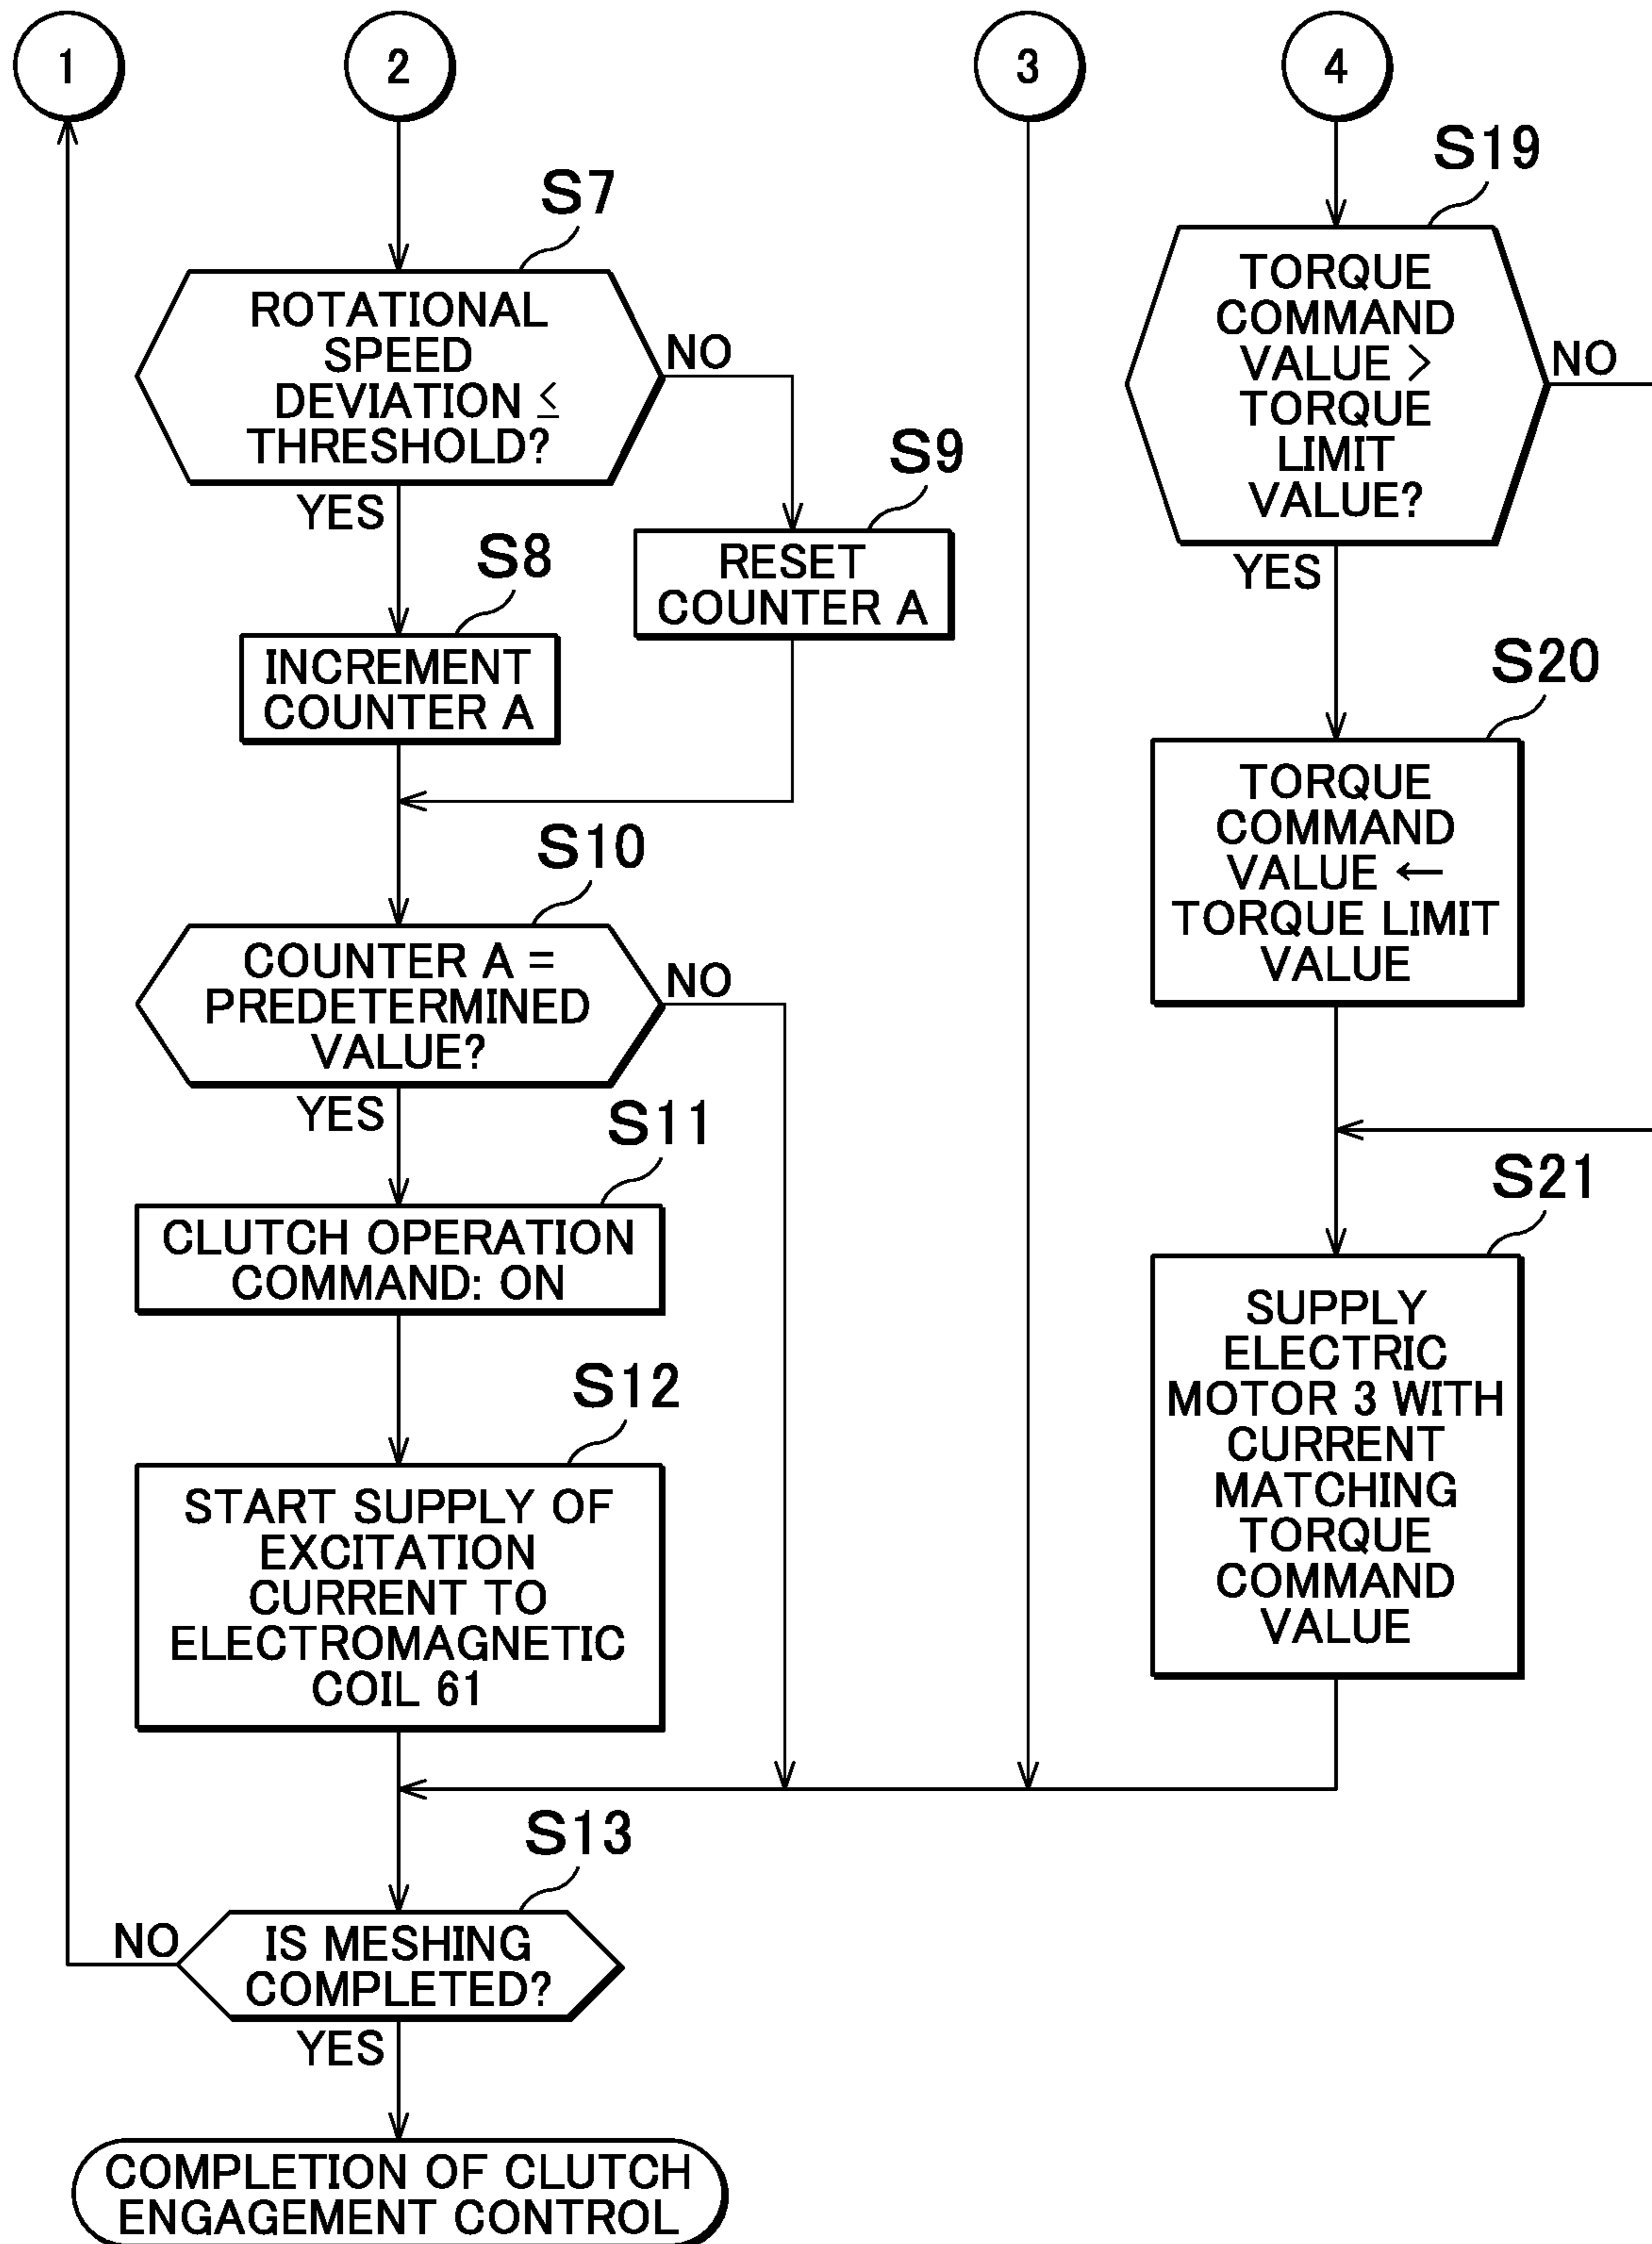 1
2
3
4
S7
ROTATIONAL
SPEED
DEVIATION ≤
THRESHOLD?
NO
YES
S8
INCREMENT
COUNTER A
S9
RESET
COUNTER A
S10
COUNTER A =
PREDETERMINED
VALUE?
NO
YES
S11
CLUTCH OPERATION
COMMAND: ON
S12
START SUPPLY OF
EXCITATION
CURRENT TO
ELECTROMAGNETIC
COIL 61
S13
IS MESHING
COMPLETED?
NO
YES
COMPLETION OF CLUTCH
ENGAGEMENT CONTROL
S19
TORQUE
COMMAND
VALUE >
TORQUE
LIMIT
VALUE?
NO
YES
S20
TORQUE
COMMAND
VALUE ←
TORQUE LIMIT
VALUE
S21
SUPPLY
ELECTRIC
MOTOR 3 WITH
CURRENT
MATCHING
TORQUE
COMMAND
VALUE